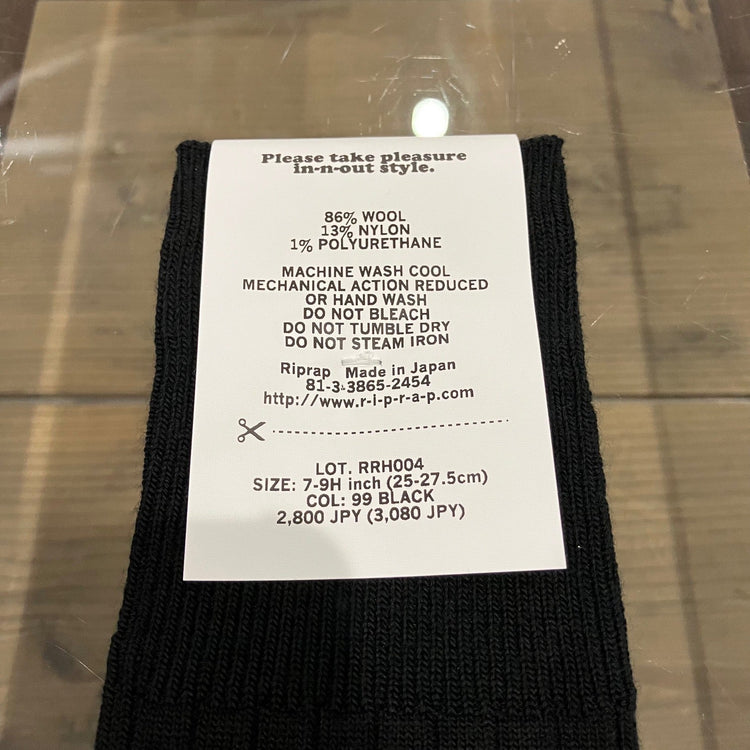 Please take pleasure
in-n-out style.
86% WOOL
13% NYLON
1% POLYURETHANE
MACHINE WASH COOL
MECHANICAL ACTION REDUCED
OR HAND WASH
DO NOT BLEACH
DO NOT TUMBLE DRY
DO NOT STEAM IRON
Riprap Made in Japan
81-3-3865-2454
http://www.r-i-p-r-a-p.com
LOT. RRH004
SIZE: 7-9H inch (25-27.5cm)
COL: 99 BLACK
2,800 JPY (3,080 JPY)